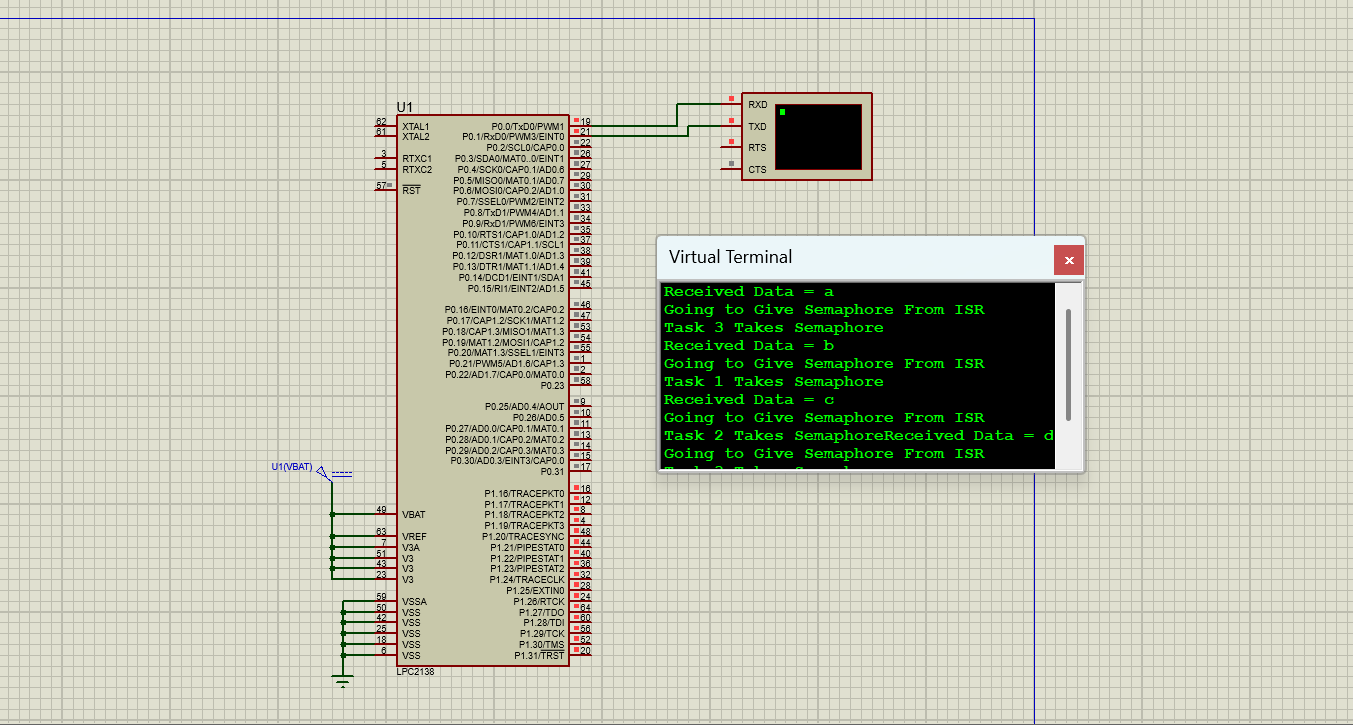 U1
62 XTAL1
61 XTAL2
3 RTXC1
5 RTXC2
57 RST
P0.0/TxD0/PWM1 19
P0.1/RxD0/PWM3/EINT0 21
P0.2/SCL0/CAP0.0 22
P0.3/SDA0/MAT0..0/EINT1 26
P0.4/SCK0/CAP0.1/AD0.6 27
P0.5/MISO0/MAT0.1/AD0.7 29
P0.6/MOSI0/CAP0.2/AD1.0 30
P0.7/SSEL0/PWM2/EINT2 31
P0.8/TxD1/PWM4/AD1.1 33
P0.9/RxD1/PWM6/EINT3 34
P0.10/RTS1/CAP1.0/AD1.2 35
P0.11/CTS1/CAP1.1/SCL1 37
P0.12/DSR1/MAT1.0/AD1.3 38
P0.13/DTR1/MAT1.1/AD1.4 39
P0.14/DCD1/EINT1/SDA1 41
P0.15/RI1/EINT2/AD1.5 45
P0.16/EINT0/MAT0.2/CAP0.2 46
P0.17/CAP1.2/SCK1/MAT1.2 47
P0.18/CAP1.3/MISO1/MAT1.3 53
P0.19/MAT1.2/MOSI1/CAP1.2 54
P0.20/MAT1.3/SSEL1/EINT3 55
P0.21/PWM5/AD1.6/CAP1.3 1
P0.22/AD1.7/CAP0.0/MAT0.0 2
P0.23 58
P0.25/AD0.4/AOUT 9
P0.26/AD0.5 10
P0.27/AD0.0/CAP0.1/MAT0.1 11
P0.28/AD0.1/CAP0.2/MAT0.2 13
P0.29/AD0.2/CAP0.3/MAT0.3 14
P0.30/AD0.3/EINT3/CAP0.0 15
P0.31 17
P1.16/TRACEPKT0 16
P1.17/TRACEPKT1 12
P1.18/TRACEPKT2 8
P1.19/TRACEPKT3 4
P1.20/TRACESYNC 48
P1.21/PIPESTAT0 44
P1.22/PIPESTAT1 40
P1.23/PIPESTAT2 36
P1.24/TRACECLK 32
P1.25/EXTIN0 28
P1.26/RTCK 24
P1.27/TDO 64
P1.28/TDI 60
P1.29/TCK 56
P1.30/TMS 52
P1.31/TRST 20
U1(VBAT)
49 VBAT
63 VREF
7 V3A
51 V3
43 V3
23 V3
59 VSSA
50 VSS
42 VSS
25 VSS
18 VSS
6 VSS
LPC2138
RXD
TXD
RTS
CTS
Virtual Terminal
Received Data = a
Going to Give Semaphore From ISR
Task 3 Takes Semaphore
Received Data = b
Going to Give Semaphore From ISR
Task 1 Takes Semaphore
Received Data = c
Going to Give Semaphore From ISR
Task 2 Takes SemaphoreReceived Data = d
Going to Give Semaphore From ISR